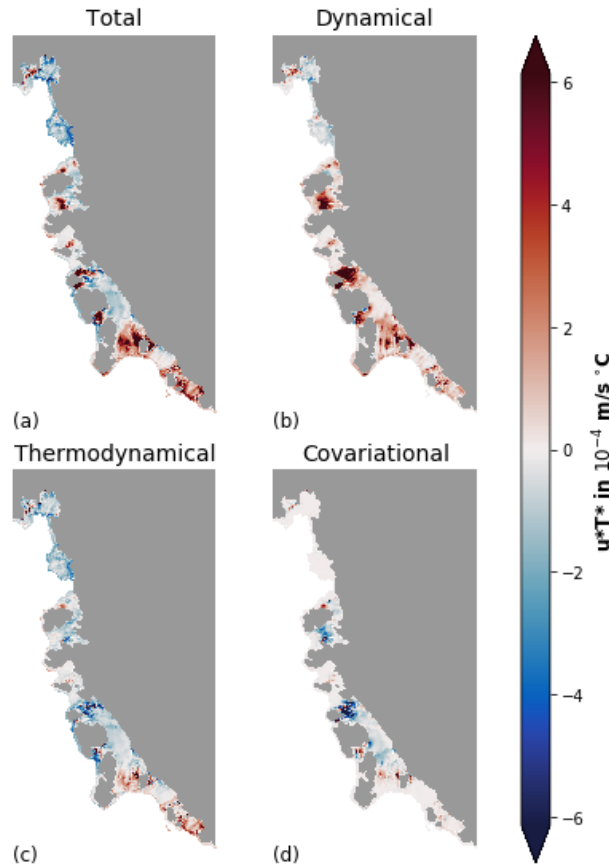 Total
Dynamical
(a)
(b)
Thermodynamical
Covariational
(c)
(d)
6
4
2
0
−2
−4
−6
u*T* in 10⁻⁴ m/s °C